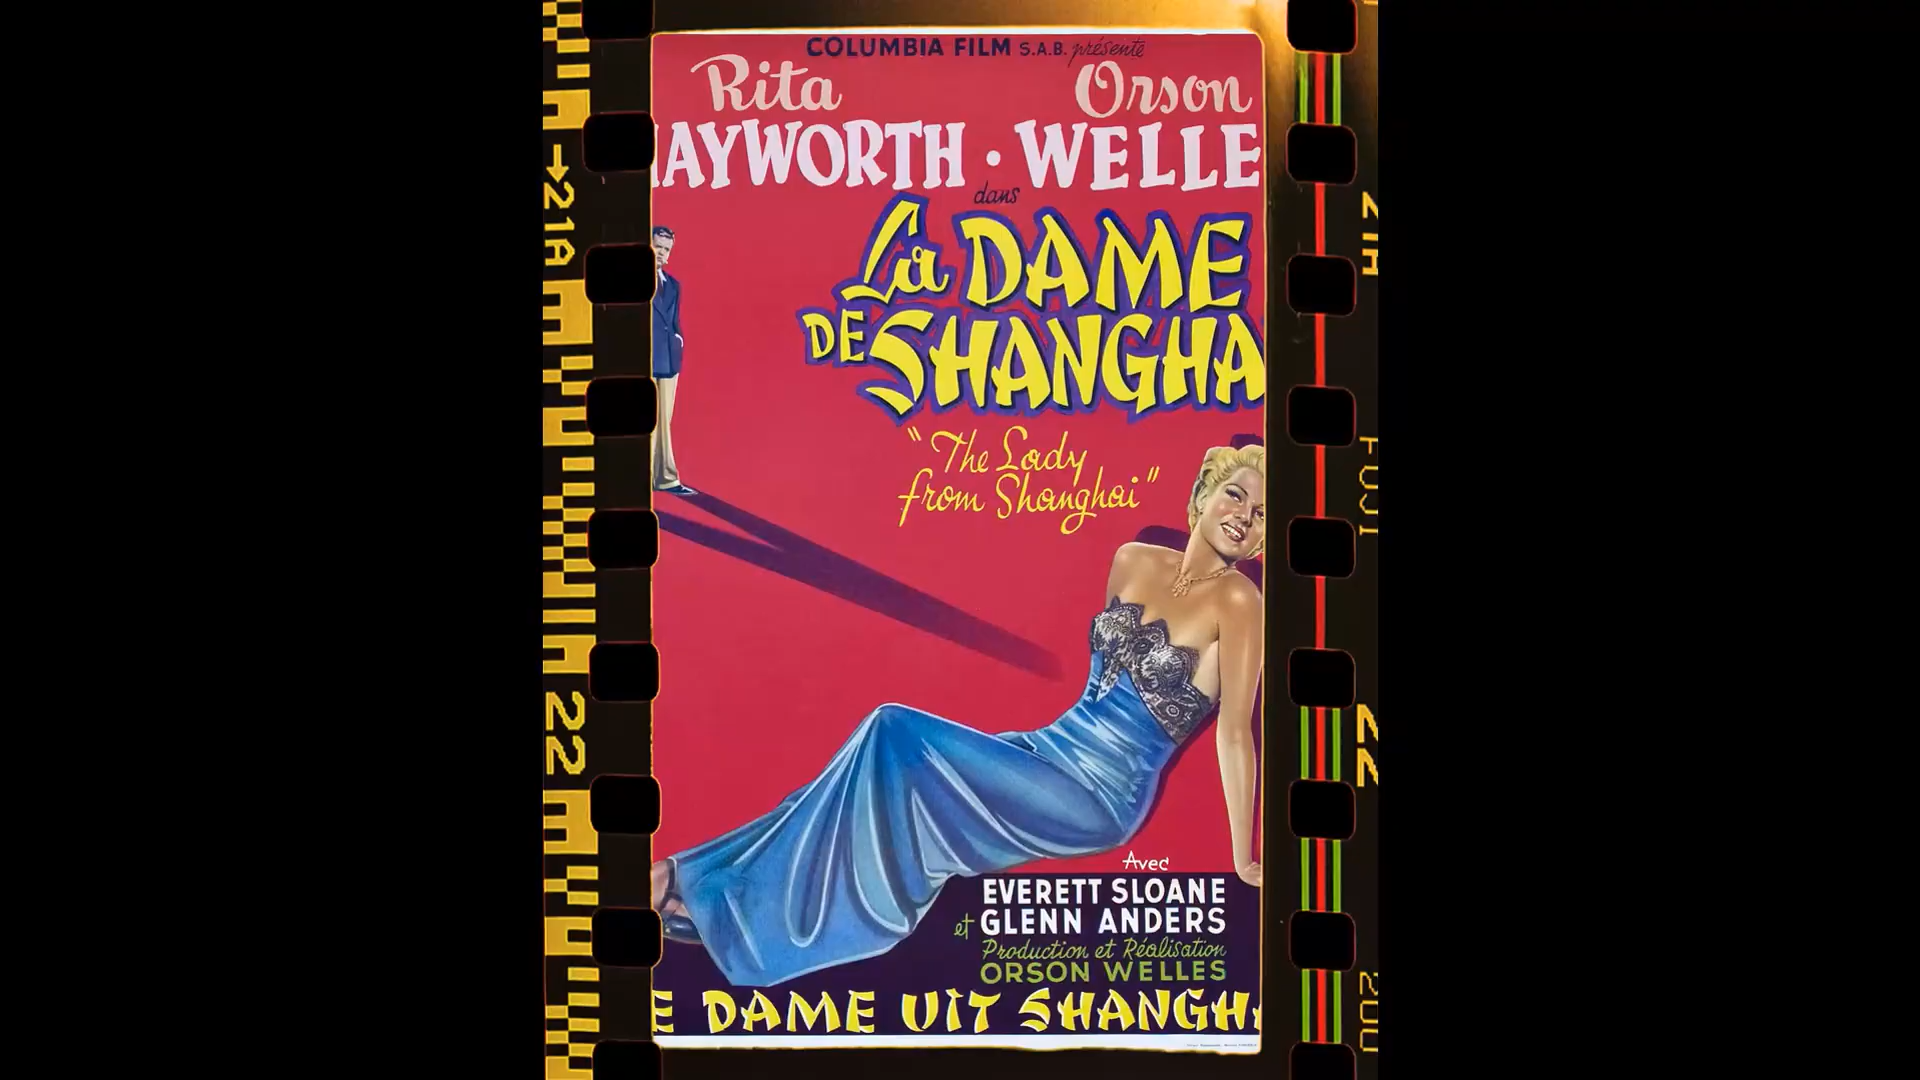 COLUMBIA FILM S.A.B. présente
Rita Orson
AYWORTH · WELLE
dans
La DAME
DE SHANGHA
"The Lady
from Shanghai"
Avec
EVERETT SLOANE
et GLENN ANDERS
Production et Réalisation
ORSON WELLES
E DAME UIT SHANGH
→21A
22
21A
FUJI
22
200